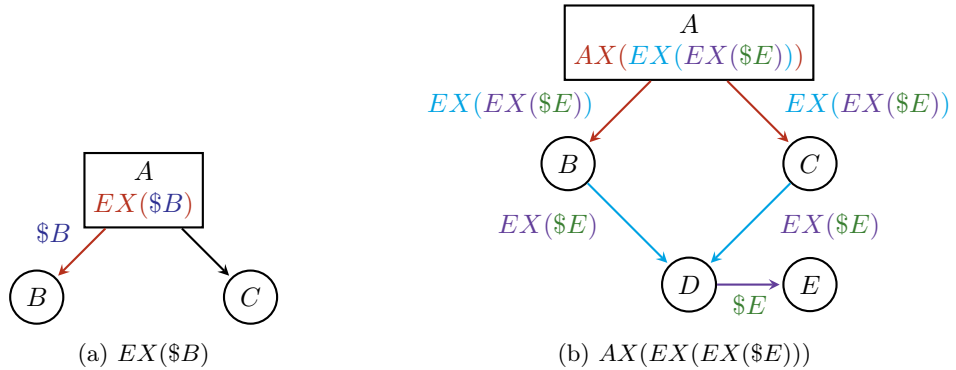 A
EX($B)
$B
B
C
(a) EX($B)
A
AX(EX(EX($E)))
EX(EX($E))
EX(EX($E))
B
C
EX($E)
EX($E)
D
E
$E
(b) AX(EX(EX($E)))